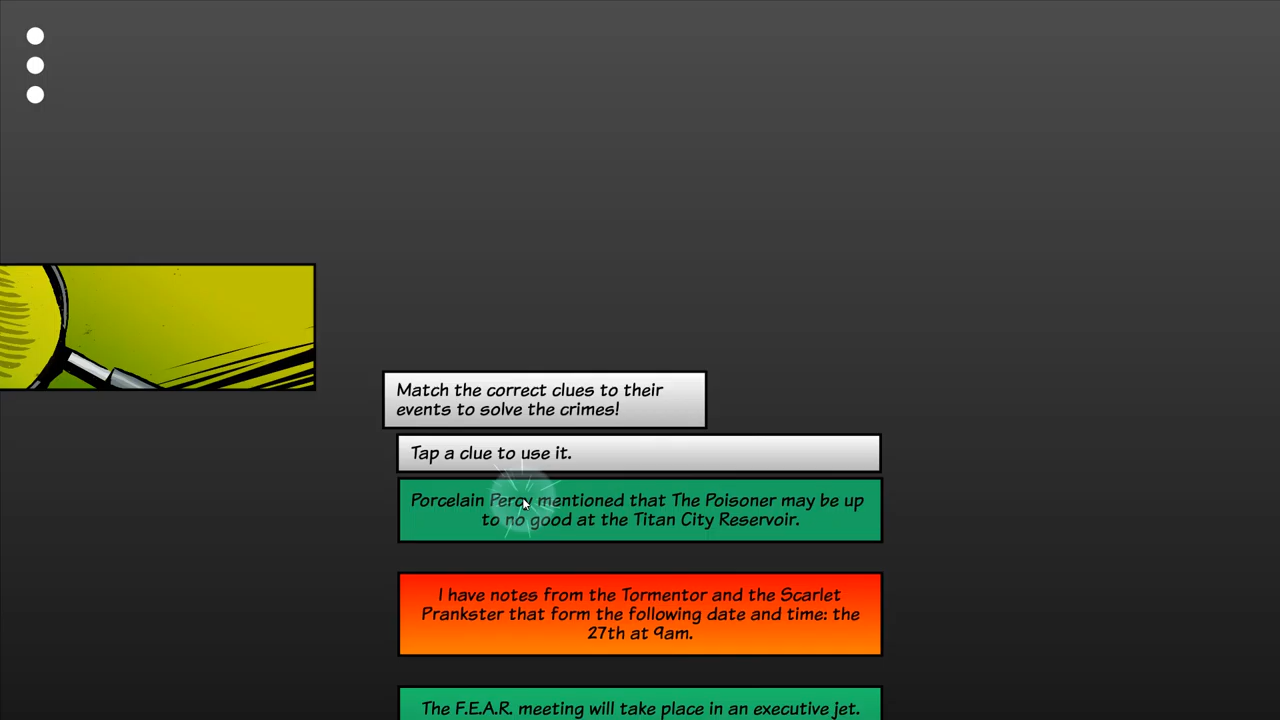 Match the correct clues to their
events to solve the crimes!
Tap a clue to use it.
Porcelain Percy mentioned that The Poisoner may be up
to no good at the Titan City Reservoir.
I have notes from the Tormentor and the Scarlet
Prankster that form the following date and time: the
27th at 9am.
The F.E.A.R. meeting will take place in an executive jet.